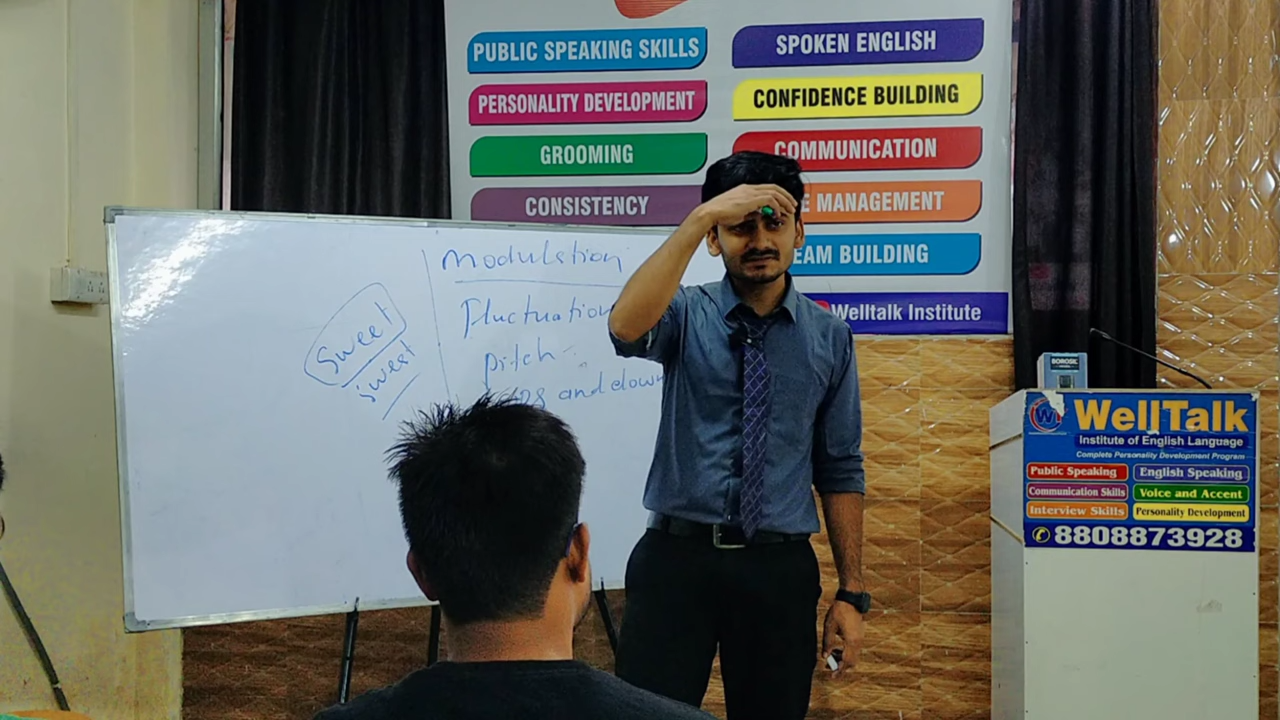 PUBLIC SPEAKING SKILLS
SPOKEN ENGLISH
PERSONALITY DEVELOPMENT
CONFIDENCE BUILDING
GROOMING
COMMUNICATION
CONSISTENCY
E MANAGEMENT
EAM BUILDING
Welltalk Institute
Modulation
Fluctuation
pitch
and down
Sweet
Sweet
BOROSIL
WellTalk
Institute of English Language
Complete Personality Development Program
Public Speaking
English Speaking
Communication Skills
Voice and Accent
Interview Skills
Personality Development
8808873928